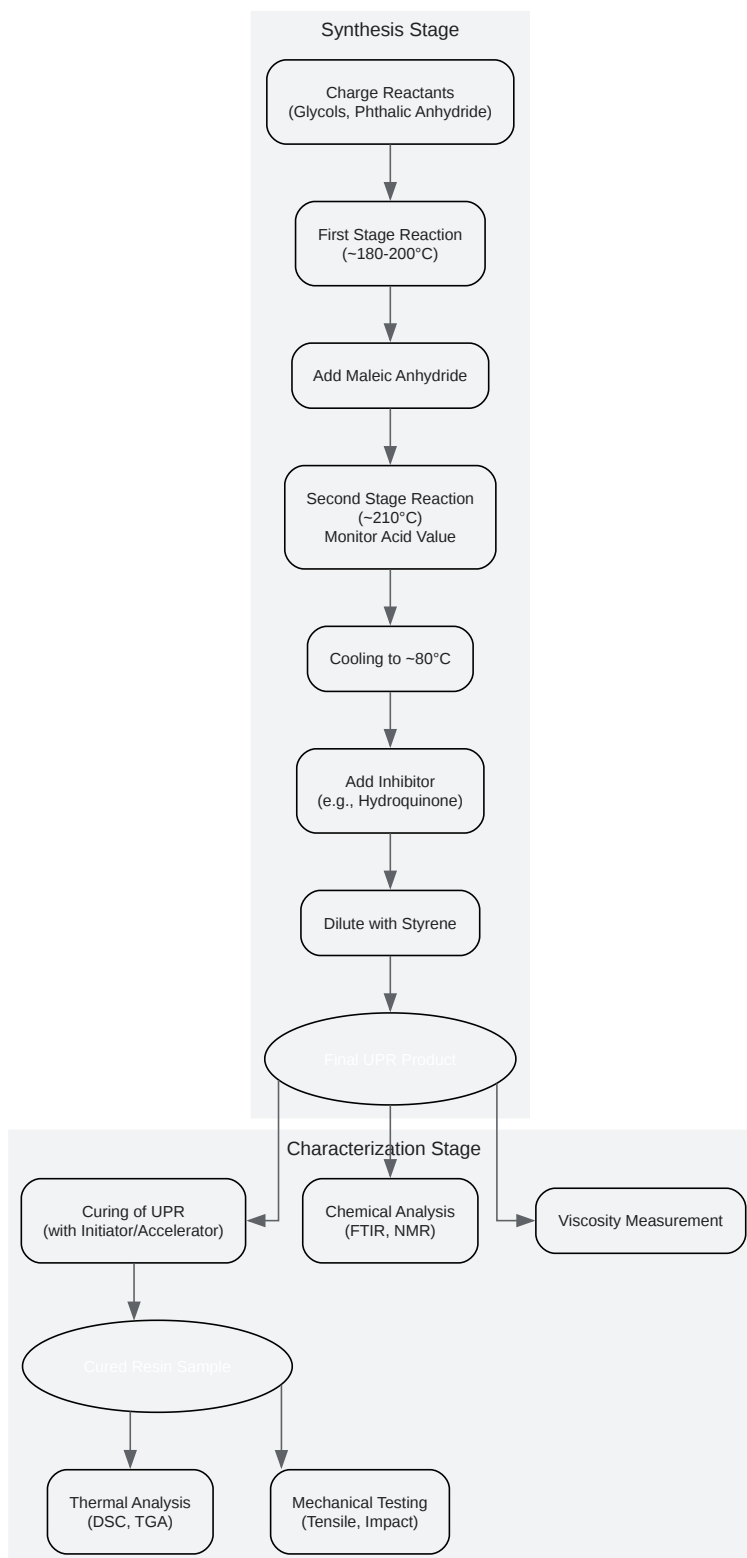 Synthesis Stage
Charge Reactants
(Glycols, Phthalic Anhydride)
First Stage Reaction
(~180-200°C)
Add Maleic Anhydride
Second Stage Reaction
(~210°C)
Monitor Acid Value
Cooling to ~80°C
Add Inhibitor
(e.g., Hydroquinone)
Dilute with Styrene
Final UPR Product
Characterization Stage
Curing of UPR
(with Initiator/Accelerator)
Chemical Analysis
(FTIR, NMR)
Viscosity Measurement
Cured Resin Sample
Thermal Analysis
(DSC, TGA)
Mechanical Testing
(Tensile, Impact)